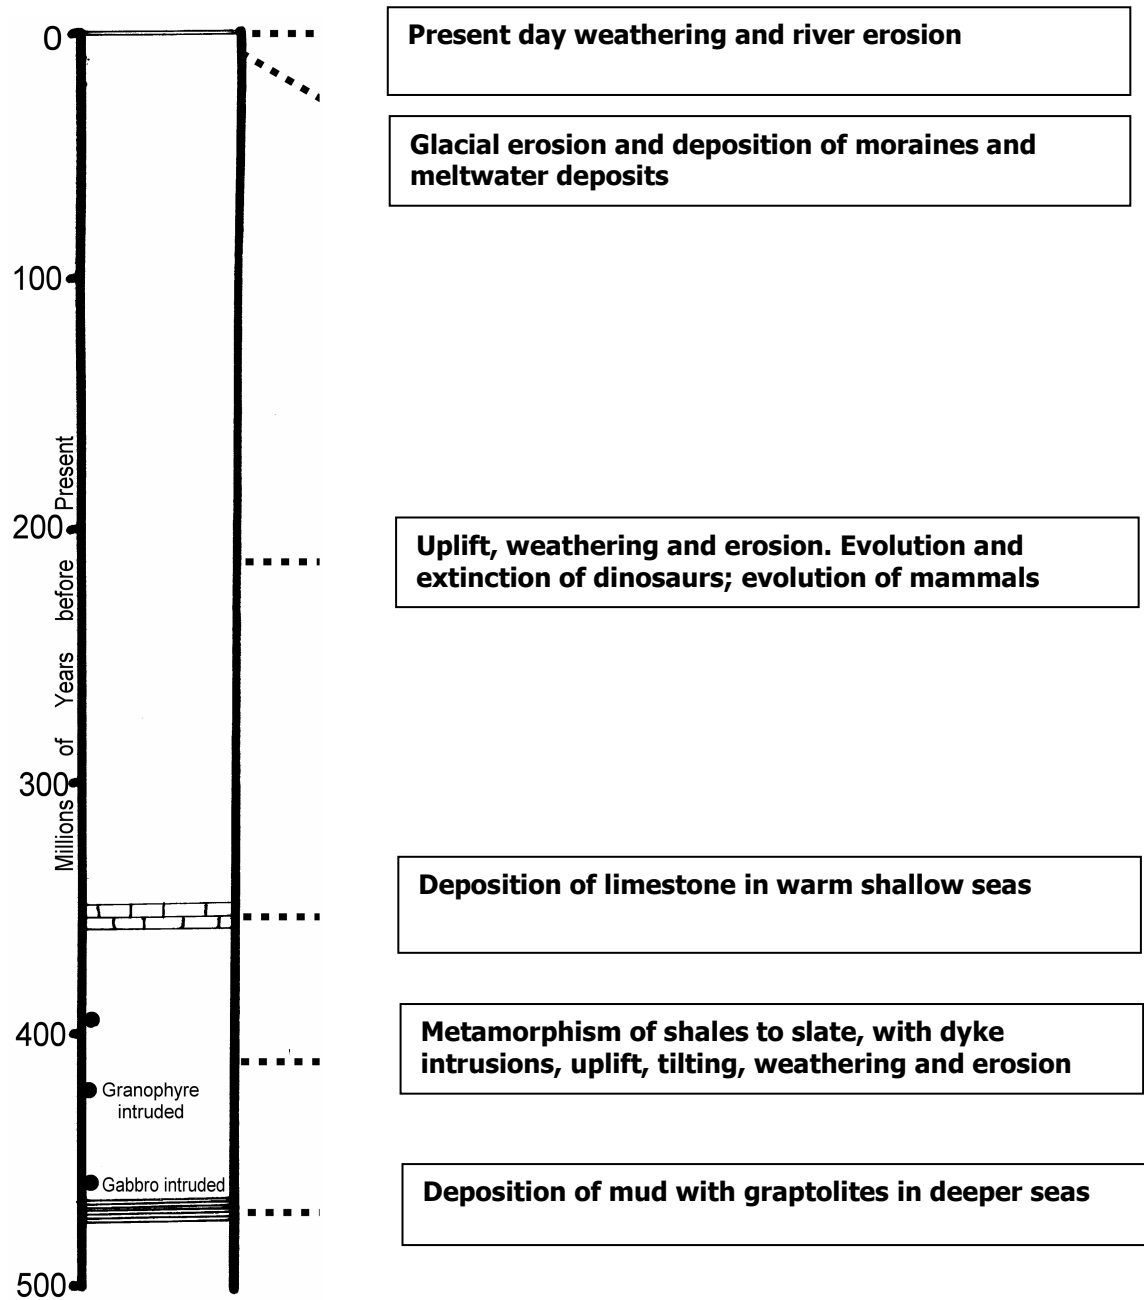 0
Present day weathering and river erosion
Glacial erosion and deposition of moraines and
meltwater deposits
100
Millions of Years before Present
200
Uplift, weathering and erosion. Evolution and
extinction of dinosaurs; evolution of mammals
300
Deposition of limestone in warm shallow seas
400
Metamorphism of shales to slate, with dyke
intrusions, uplift, tilting, weathering and erosion
Granophyre
intruded
Gabbro intruded
Deposition of mud with graptolites in deeper seas
500